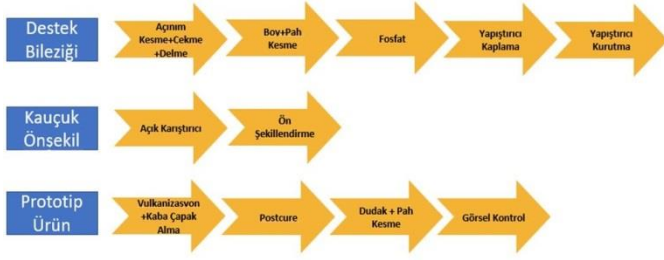 Destek
Bileziği
Açınım
Kesme+Cekme
+Delme
Bov+Pah
Kesme
Fosfat
Yapıştırıcı
Kaplama
Yapıştırıcı
Kurutma
Kauçuk
Önşekil
Açık Karıştırıcı
Ön
Şekillendirme
Prototip
Ürün
Vulkanizasyon
+Kaba Çapak
Alma
Postcure
Dudak + Pah
Kesme
Görsel Kontrol